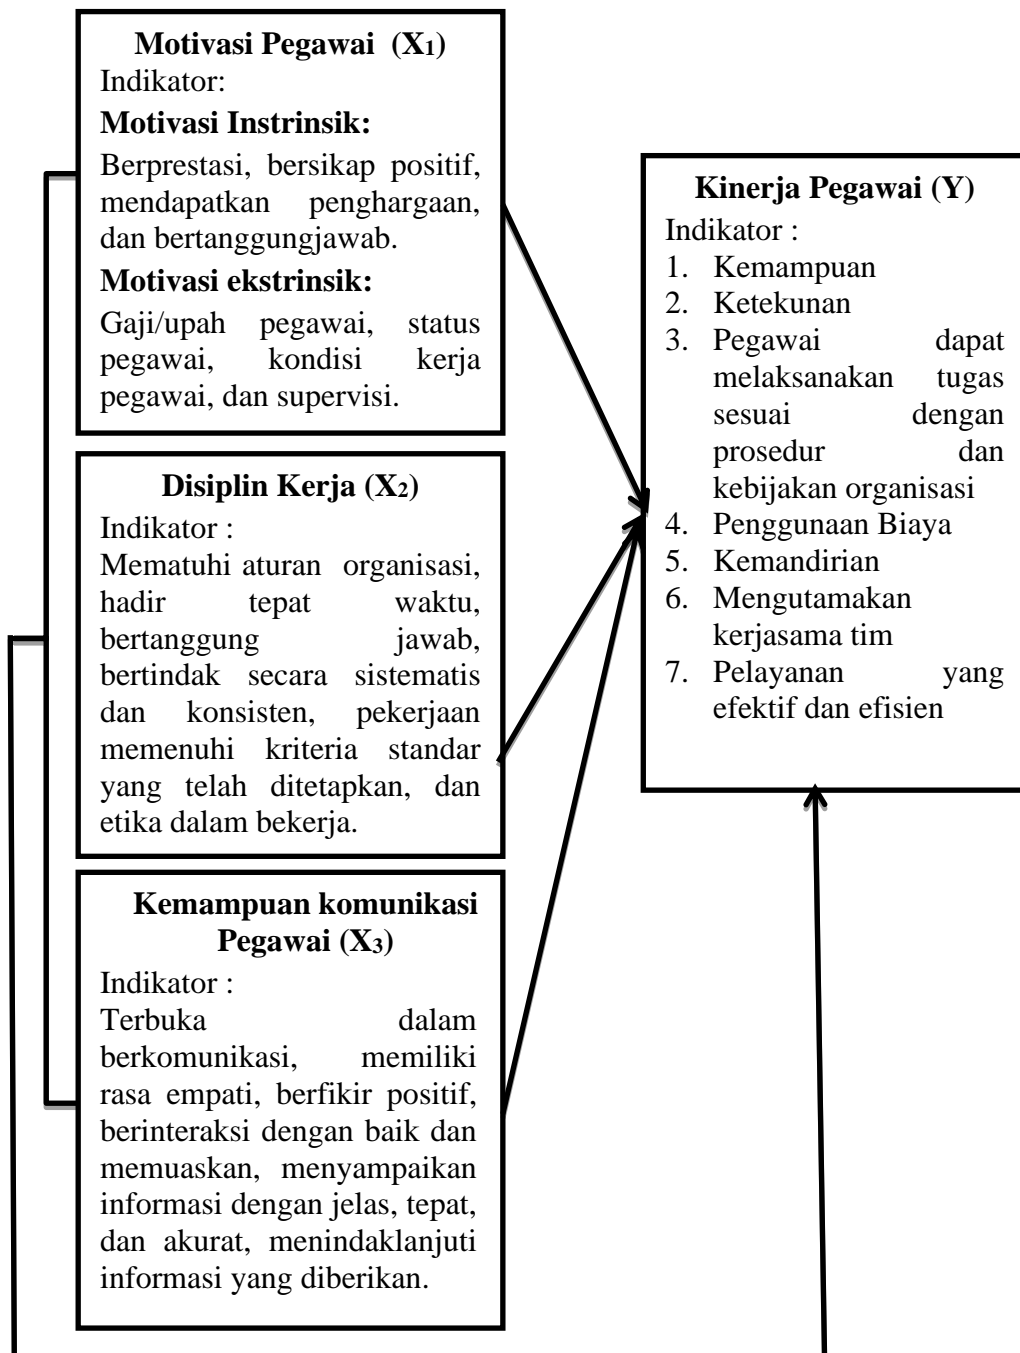 Motivasi Pegawai (X1)
Indikator:
Motivasi Instrinsik:
Berprestasi, bersikap positif,
mendapatkan penghargaan,
dan bertanggungjawab.
Motivasi ekstrinsik:
Gaji/upah pegawai, status
pegawai, kondisi kerja
pegawai, dan supervisi.
Disiplin Kerja (X2)
Indikator :
Mematuhi aturan organisasi,
hadir tepat waktu,
bertanggung jawab,
bertindak secara sistematis
dan konsisten, pekerjaan
memenuhi kriteria standar
yang telah ditetapkan, dan
etika dalam bekerja.
Kemampuan komunikasi
Pegawai (X3)
Indikator :
Terbuka dalam
berkomunikasi, memiliki
rasa empati, berfikir positif,
berinteraksi dengan baik dan
memuaskan, menyampaikan
informasi dengan jelas, tepat,
dan akurat, menindaklanjuti
informasi yang diberikan.
Kinerja Pegawai (Y)
Indikator :
1. Kemampuan
2. Ketekunan
3. Pegawai dapat
melaksanakan tugas
sesuai dengan
prosedur dan
kebijakan organisasi
4. Penggunaan Biaya
5. Kemandirian
6. Mengutamakan
kerjasama tim
7. Pelayanan yang
efektif dan efisien